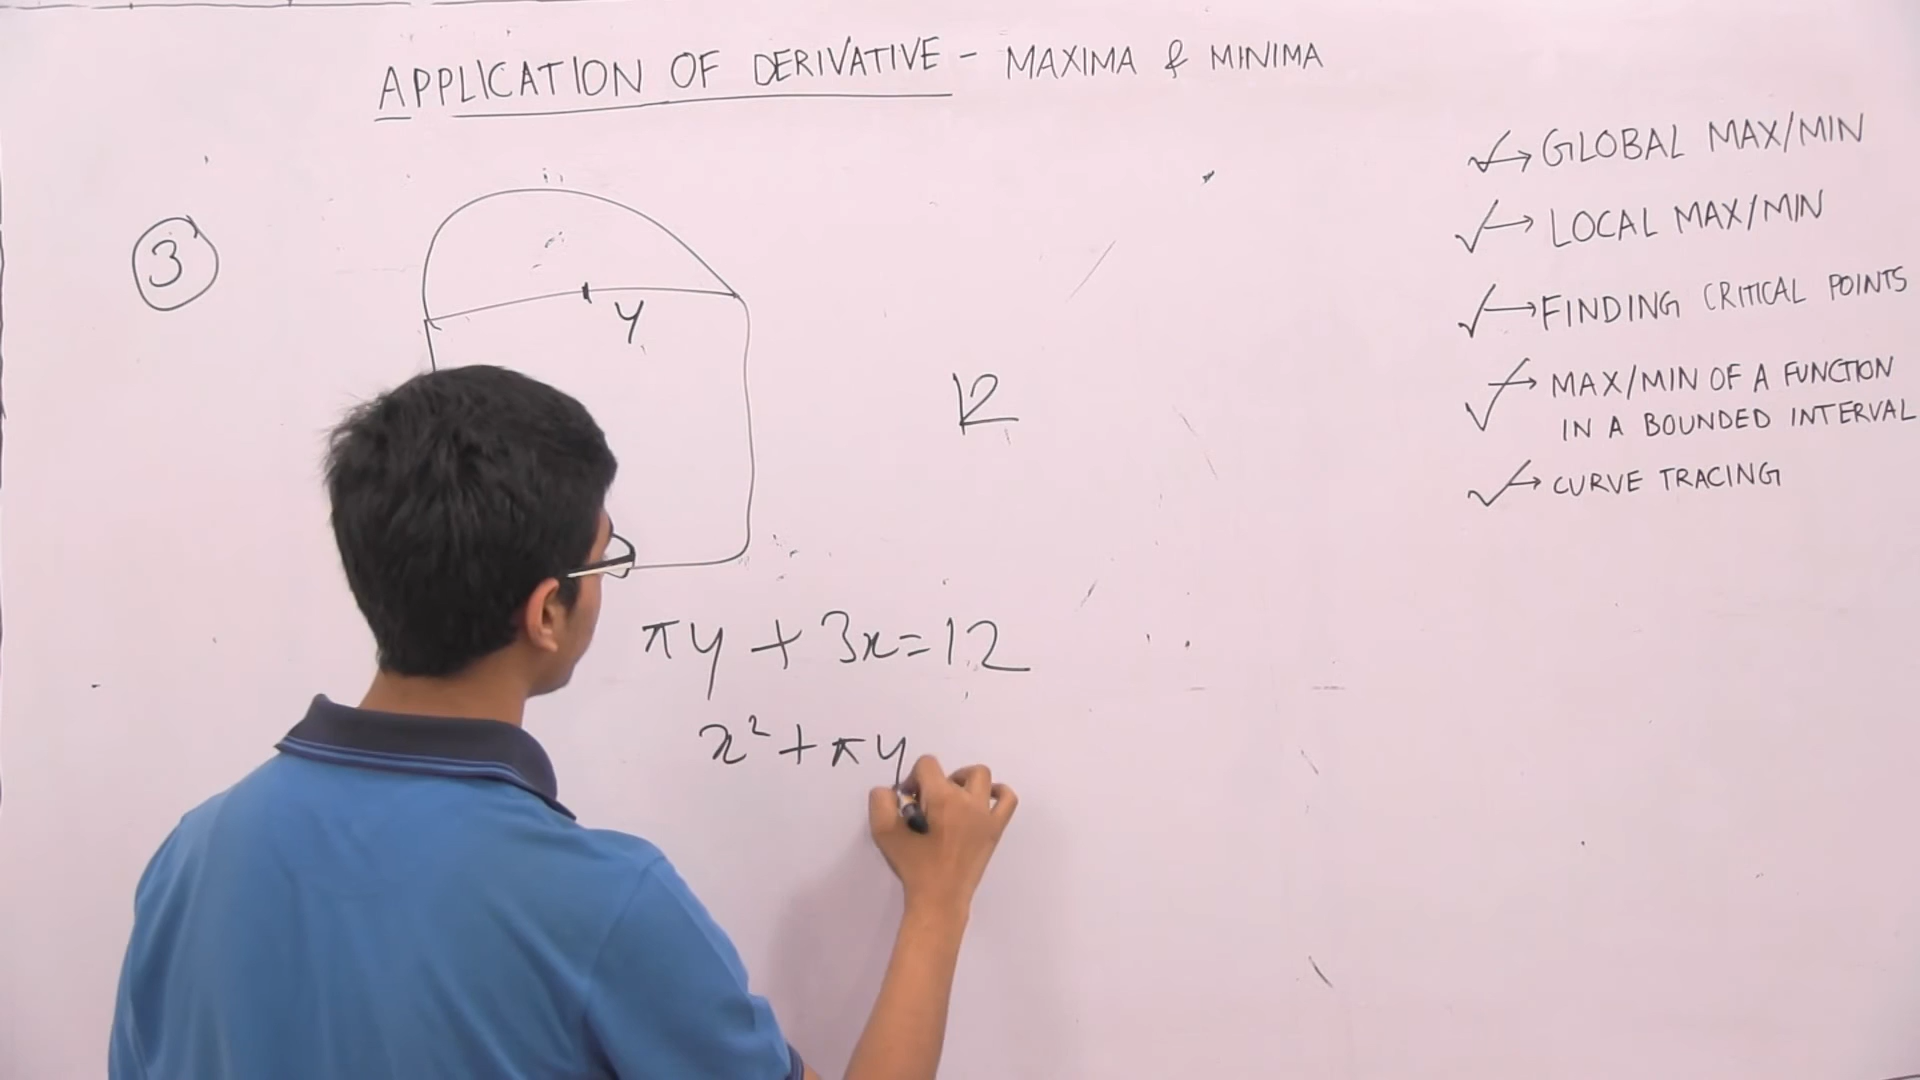 APPLICATION OF DERIVATIVE - MAXIMA & MINIMA
3
y
12
πy + 3x = 12
x² + πy
→ GLOBAL MAX/MIN
→ LOCAL MAX/MIN
→ FINDING CRITICAL POINTS
→ MAX/MIN OF A FUNCTION
IN A BOUNDED INTERVAL
→ CURVE TRACING